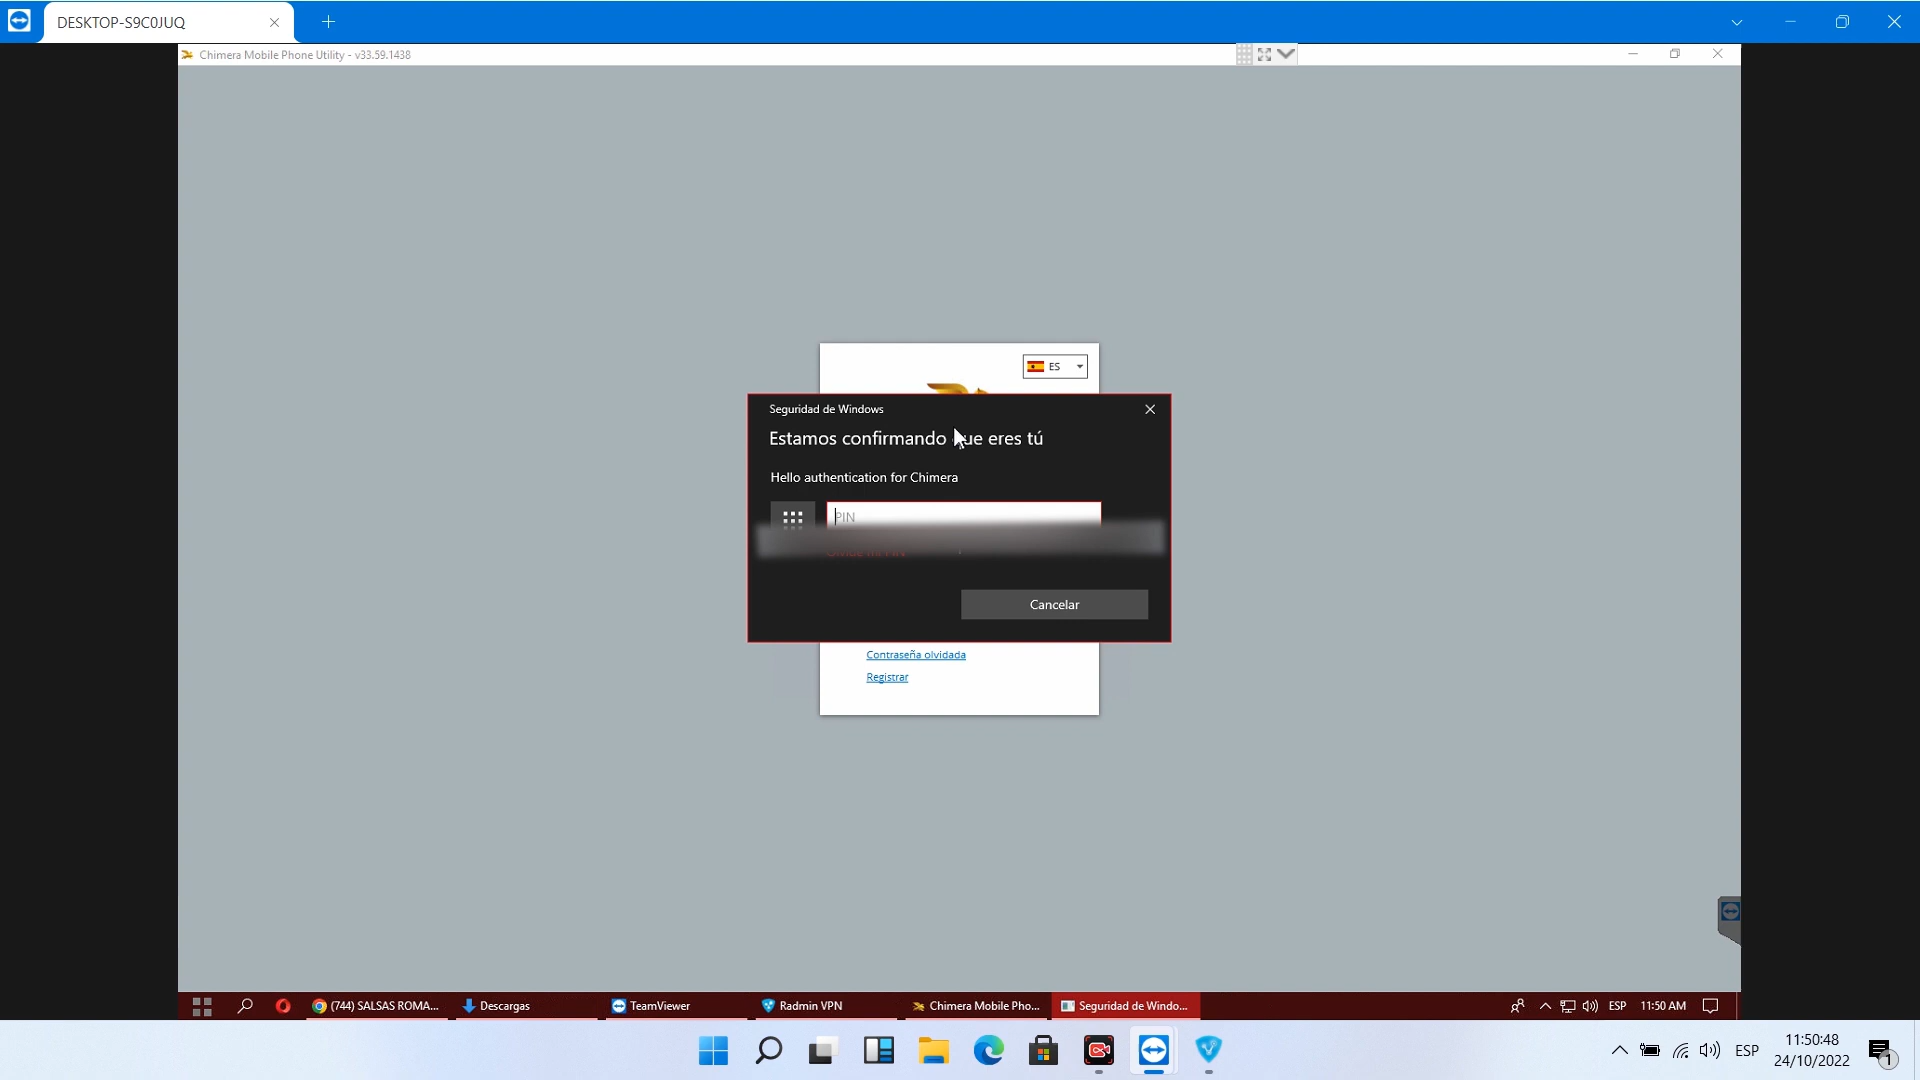 DESKTOP-S9C0JUQ
Chimera Mobile Phone Utility - v33.59.1438
ES
Seguridad de Windows
Estamos confirmando que eres tú
Hello authentication for Chimera
PIN
Cancelar
Contraseña olvidada
Registrar
(744) SALSAS ROMA...
Descargas
TeamViewer
Radmin VPN
Chimera Mobile Pho...
Seguridad de Windo...
ESP
11:50 AM
ESP
11:50:48
24/10/2022
1